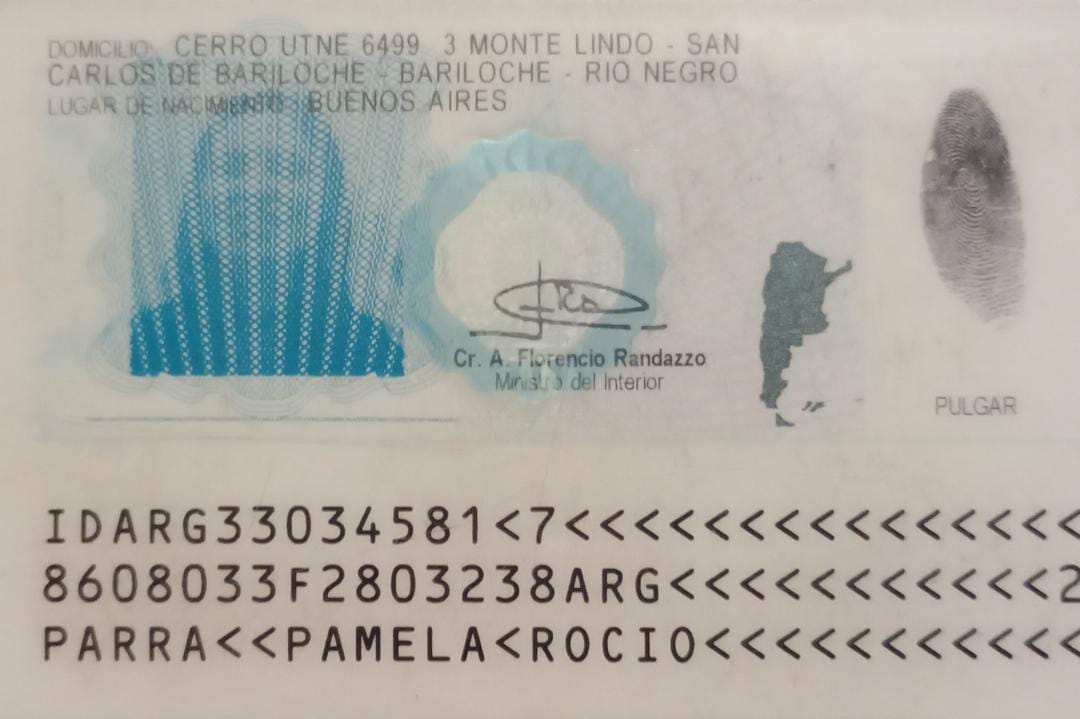 DOMICILIO: CERRO UTNE 6499 3 MONTE LINDO - SAN
CARLOS DE BARILOCHE - BARILOCHE - RIO NEGRO
LUGAR DE NACIMIENTO: BUENOS AIRES
Cr. A. Florencio Randazzo
Ministro del Interior
PULGAR
IDARG33034581<7<<<<<<<<<<<<<<<
8608033F2803238ARG<<<<<<<<<<<2
PARRA<<PAMELA<ROCIO<<<<<<<<<<<